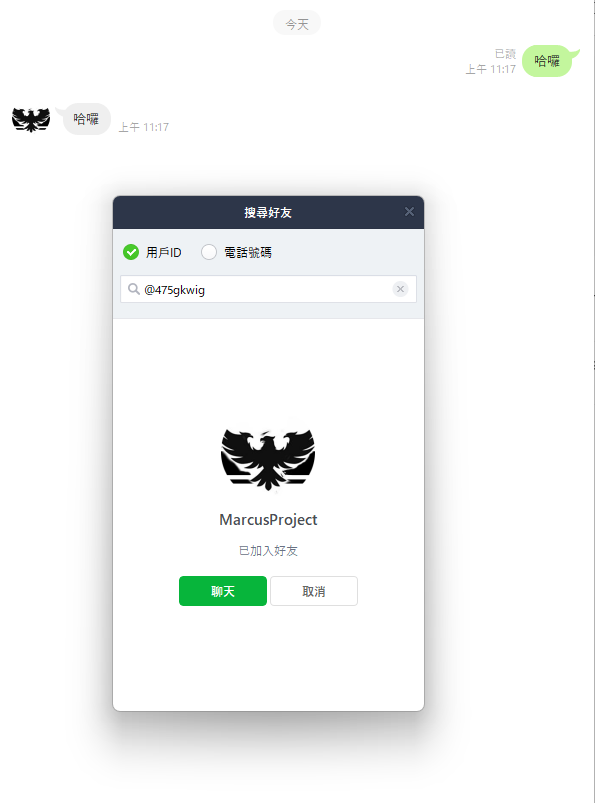 今天
已讀
上午 11:17
哈囉
哈囉
上午 11:17
搜尋好友
用戶ID
電話號碼
@475gkwig
MarcusProject
已加入好友
聊天
取消